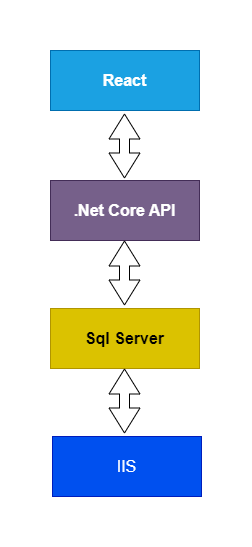 React
.Net Core API
Sql Server
IIS